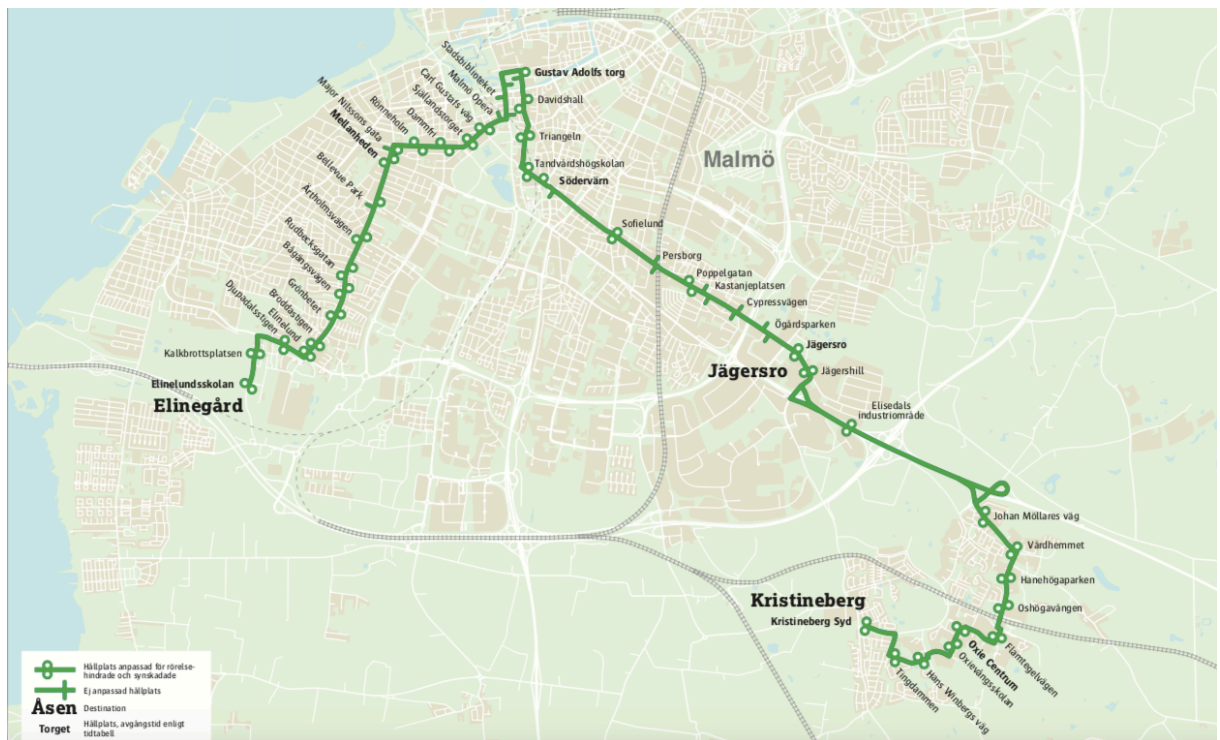 Stadsbiblioteket
Malmö Opera
Carl Gustafs väg
Själlandstorget
Dammfri
Rönneholm
Major Nilssons gata
Mellanheden
Bellevue Park
Ärtholmsvägen
Rudbecksgatan
Bågängsvägen
Grönbetet
Broddastigen
Elinelund
Djupadalsstigen
Kalkbrottsplatsen
Elinelundsskolan
Elinegård
Gustav Adolfs torg
Davidshall
Triangeln
Tandvårdshögskolan
Södervärn
Malmö
Sofielund
Persborg
Poppelgatan
Kastanjeplatsen
Cypressvägen
Ögårdsparken
Jägersro
Jägersro
Jägershill
Elisedals
industriområde
Johan Möllares väg
Vårdhemmet
Hanehögaparken
Oshögavängen
Flamtegelvägen
Oxie Centrum
Oxievångsskolan
Hans Winbergs väg
Tingdammen
Kristineberg
Kristineberg Syd
Hållplats anpassad för rörelse-
hindrade och synskadade
Ej anpassad hållplats
Åsen Destination
Torget Hållplats, avgångstid enligt
tidtabell